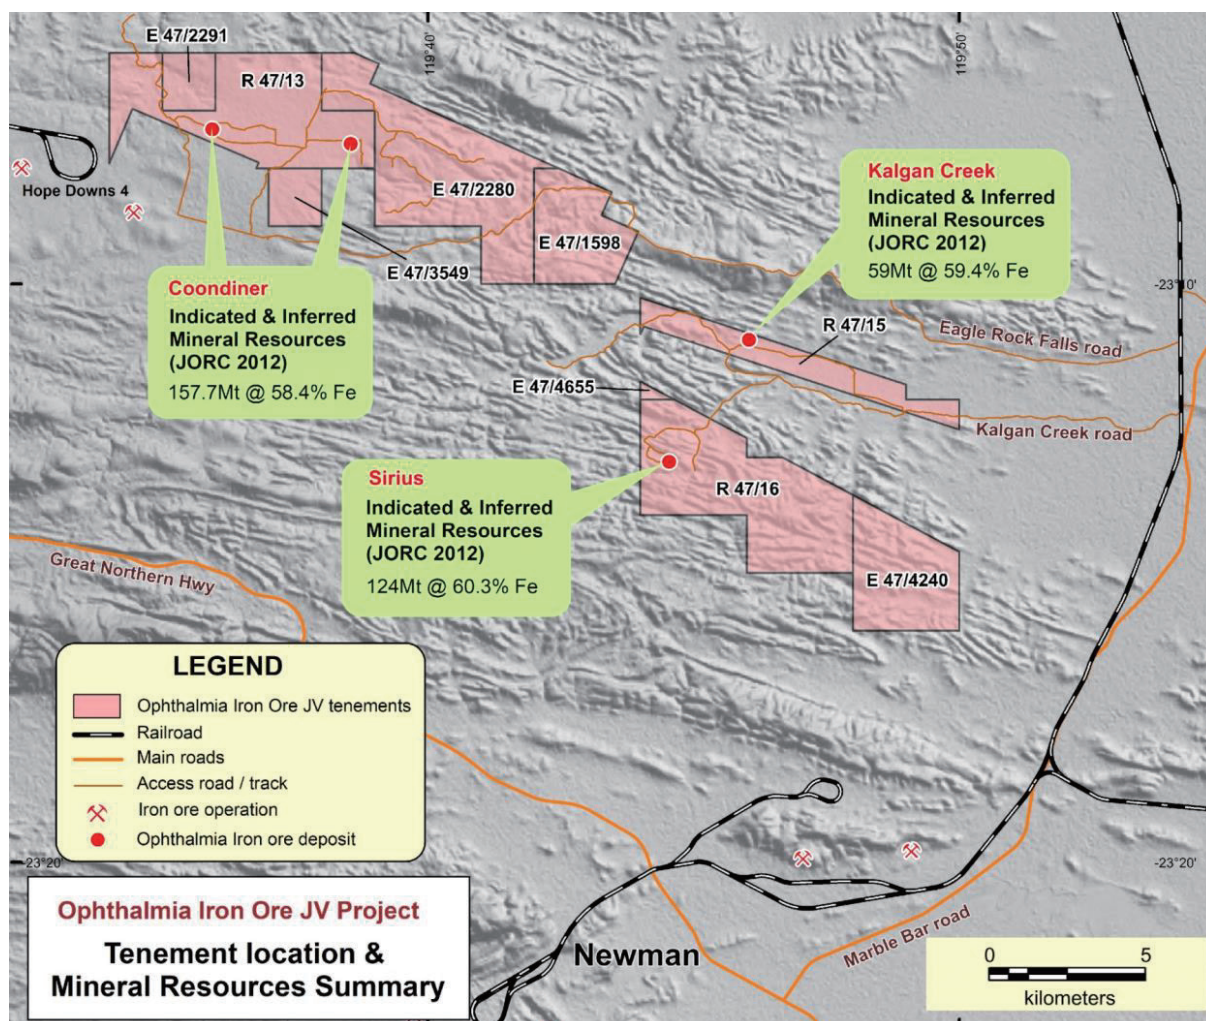 119°40'
119°50'
E 47/2291
R 47/13
Hope Downs 4
E 47/2280
E 47/1598
E 47/3549
Kalgan Creek
Indicated & Inferred
Mineral Resources
(JORC 2012)
59Mt @ 59.4% Fe
-23°10'
Coondiner
Indicated & Inferred
Mineral Resources
(JORC 2012)
157.7Mt @ 58.4% Fe
R 47/15
Eagle Rock Falls road
E 47/4655
Kalgan Creek road
Sirius
Indicated & Inferred
Mineral Resources
(JORC 2012)
124Mt @ 60.3% Fe
R 47/16
E 47/4240
Great Northern Hwy
LEGEND
Ophthalmia Iron Ore JV tenements
Railroad
Main roads
Access road / track
Iron ore operation
Ophthalmia Iron ore deposit
-23°20'
-23°20'
Ophthalmia Iron Ore JV Project
Tenement location &
Mineral Resources Summary
Newman
Marble Bar road
0 5
kilometers